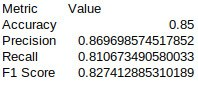 Metric Value
Accuracy 0.85
Precision 0.869698574517852
Recall 0.810673490580033
F1 Score 0.827412885310189